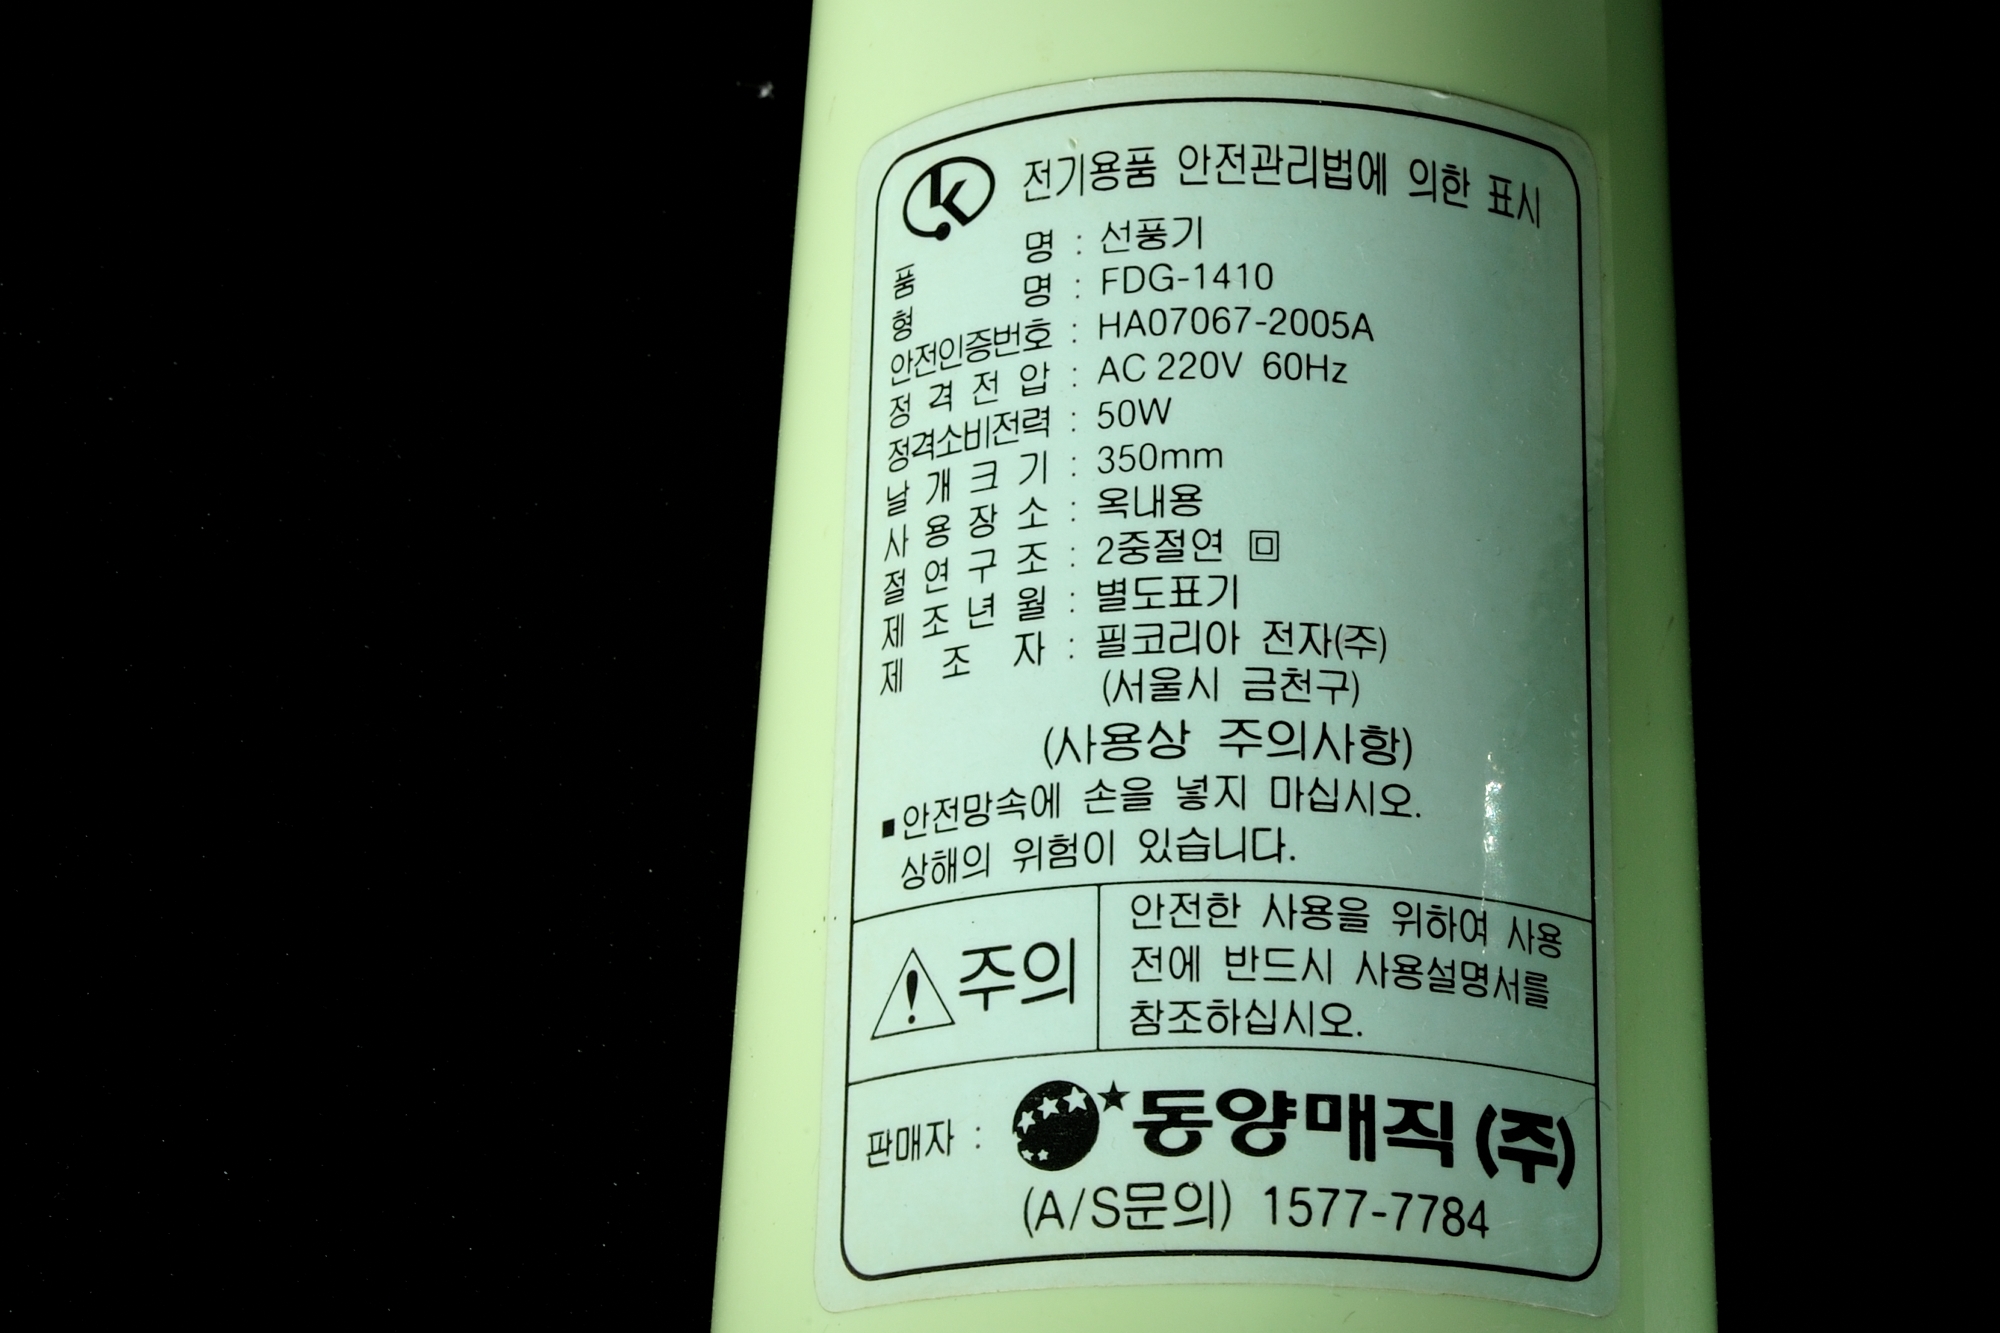 전기용품 안전관리법에 의한 표시
품 명 : 선풍기
형 명 : FDG-1410
안전인증번호 : HA07067-2005A
정 격 전 압 : AC 220V 60Hz
정격소비전력 : 50W
날 개 크 기 : 350mm
사 용 장 소 : 옥내용
절 연 구 조 : 2중절연
제 조 년 월 : 별도표기
제 조 자 : 필코리아 전자(주)
(서울시 금천구)
(사용상 주의사항)
■안전망속에 손을 넣지 마십시오.
상해의 위험이 있습니다.
주의
안전한 사용을 위하여 사용
전에 반드시 사용설명서를
참조하십시오.
판매자 : 동양매직(주)
(A/S문의) 1577-7784